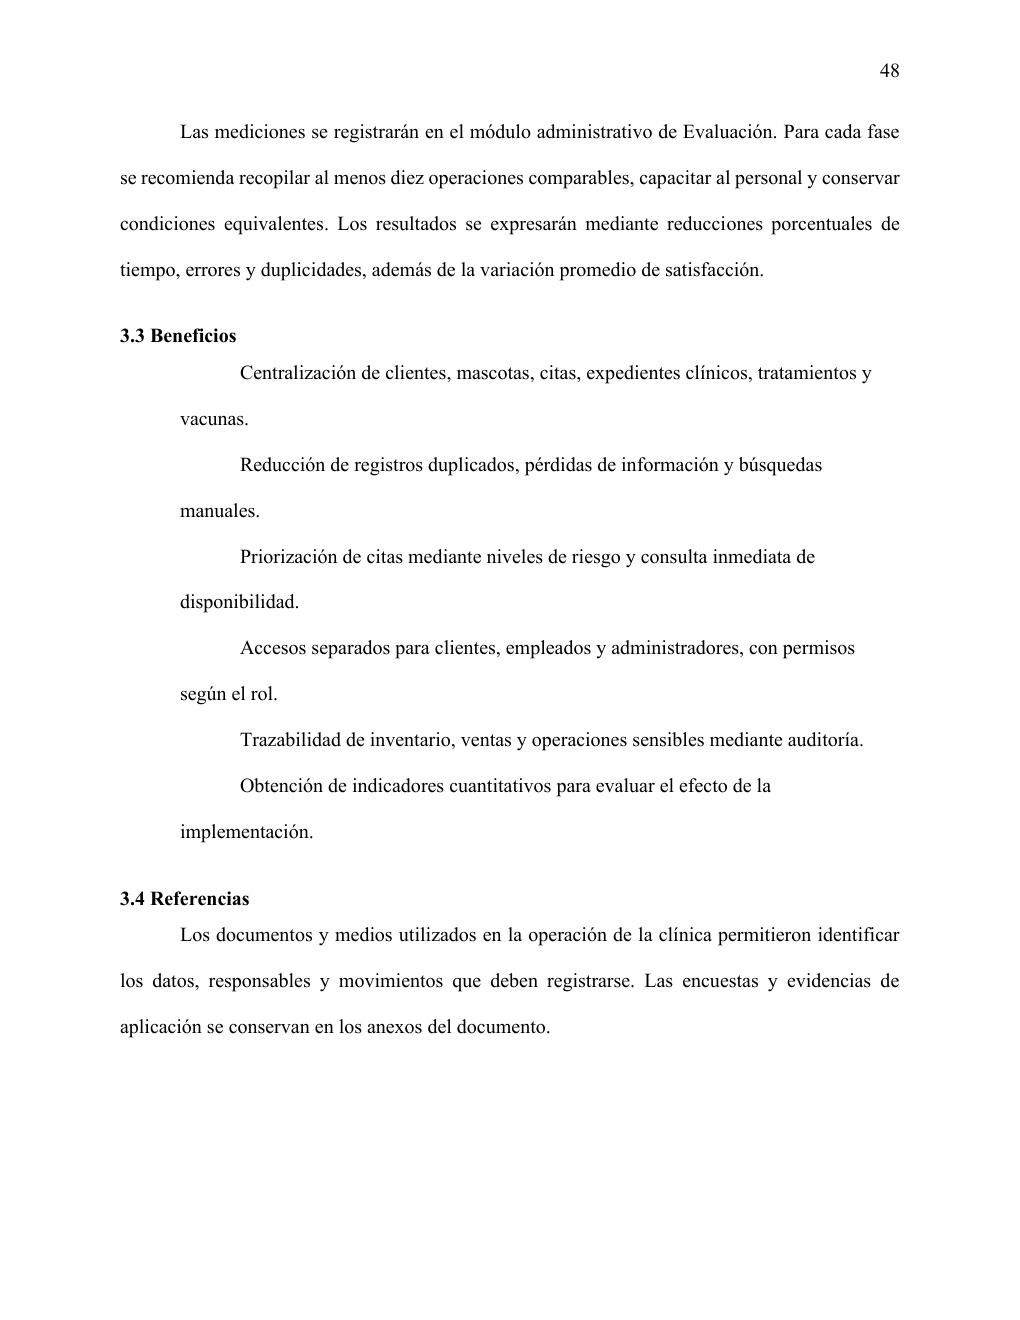 48
Las mediciones se registrarán en el módulo administrativo de Evaluación. Para cada fase
se recomienda recopilar al menos diez operaciones comparables, capacitar al personal y conservar
condiciones equivalentes. Los resultados se expresarán mediante reducciones porcentuales de
tiempo, errores y duplicidades, además de la variación promedio de satisfacción.
3.3 Beneficios
Centralización de clientes, mascotas, citas, expedientes clínicos, tratamientos y
vacunas.
Reducción de registros duplicados, pérdidas de información y búsquedas
manuales.
Priorización de citas mediante niveles de riesgo y consulta inmediata de
disponibilidad.
Accesos separados para clientes, empleados y administradores, con permisos
según el rol.
Trazabilidad de inventario, ventas y operaciones sensibles mediante auditoría.
Obtención de indicadores cuantitativos para evaluar el efecto de la
implementación.
3.4 Referencias
Los documentos y medios utilizados en la operación de la clínica permitieron identificar
los datos, responsables y movimientos que deben registrarse. Las encuestas y evidencias de
aplicación se conservan en los anexos del documento.